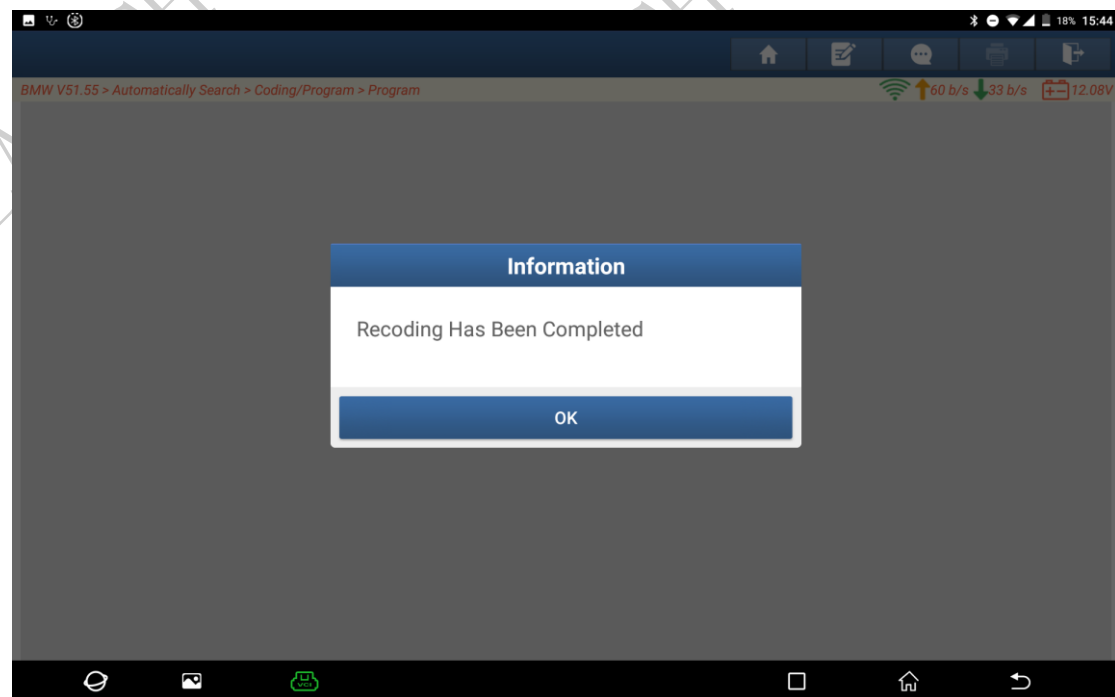 18% 15:44
BMW V51.55 > Automatically Search > Coding/Program > Program
60 b/s 33 b/s 12.08V
Information
Recoding Has Been Completed
OK
VCI